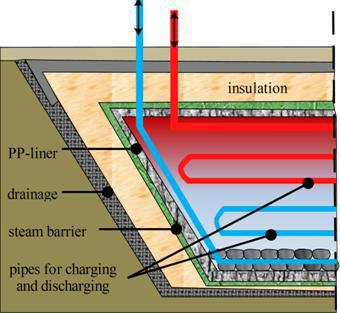 insulation
PP-liner
drainage
steam barrier
pipes for charging
and discharging